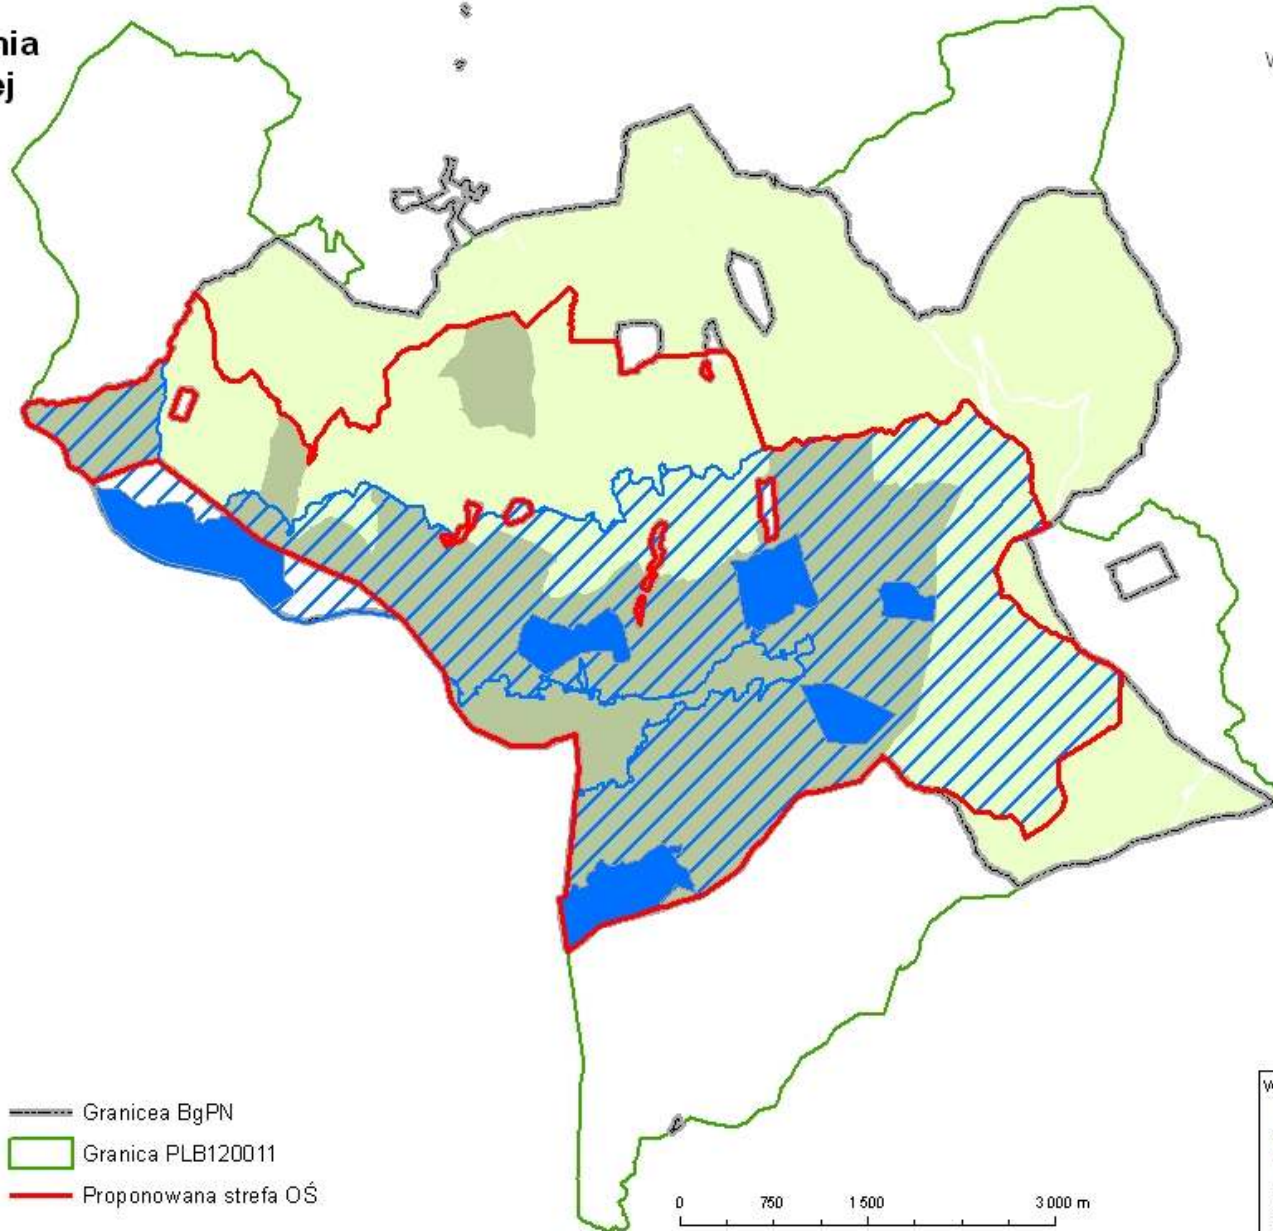 nia
ej
Granicea BgPN
Granica PLB120011
Proponowana strefa OŚ
0 750 1 500 3 000 m